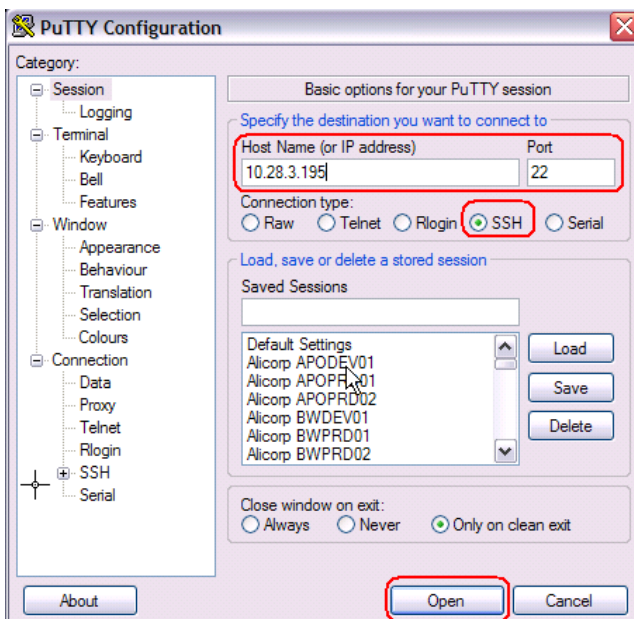 PuTTY Configuration
Category:
Session
Logging
Terminal
Keyboard
Bell
Features
Window
Appearance
Behaviour
Translation
Selection
Colours
Connection
Data
Proxy
Telnet
Rlogin
SSH
Serial
Basic options for your PuTTY session
Specify the destination you want to connect to
Host Name (or IP address) Port
10.28.3.195 22
Connection type:
Raw Telnet Rlogin SSH Serial
Load, save or delete a stored session
Saved Sessions
Default Settings
Alicorp APODEV01
Alicorp APOPRD01
Alicorp APOPRD02
Alicorp BWDEV01
Alicorp BWPRD01
Alicorp BWPRD02
Load
Save
Delete
Close window on exit:
Always Never Only on clean exit
About Open Cancel